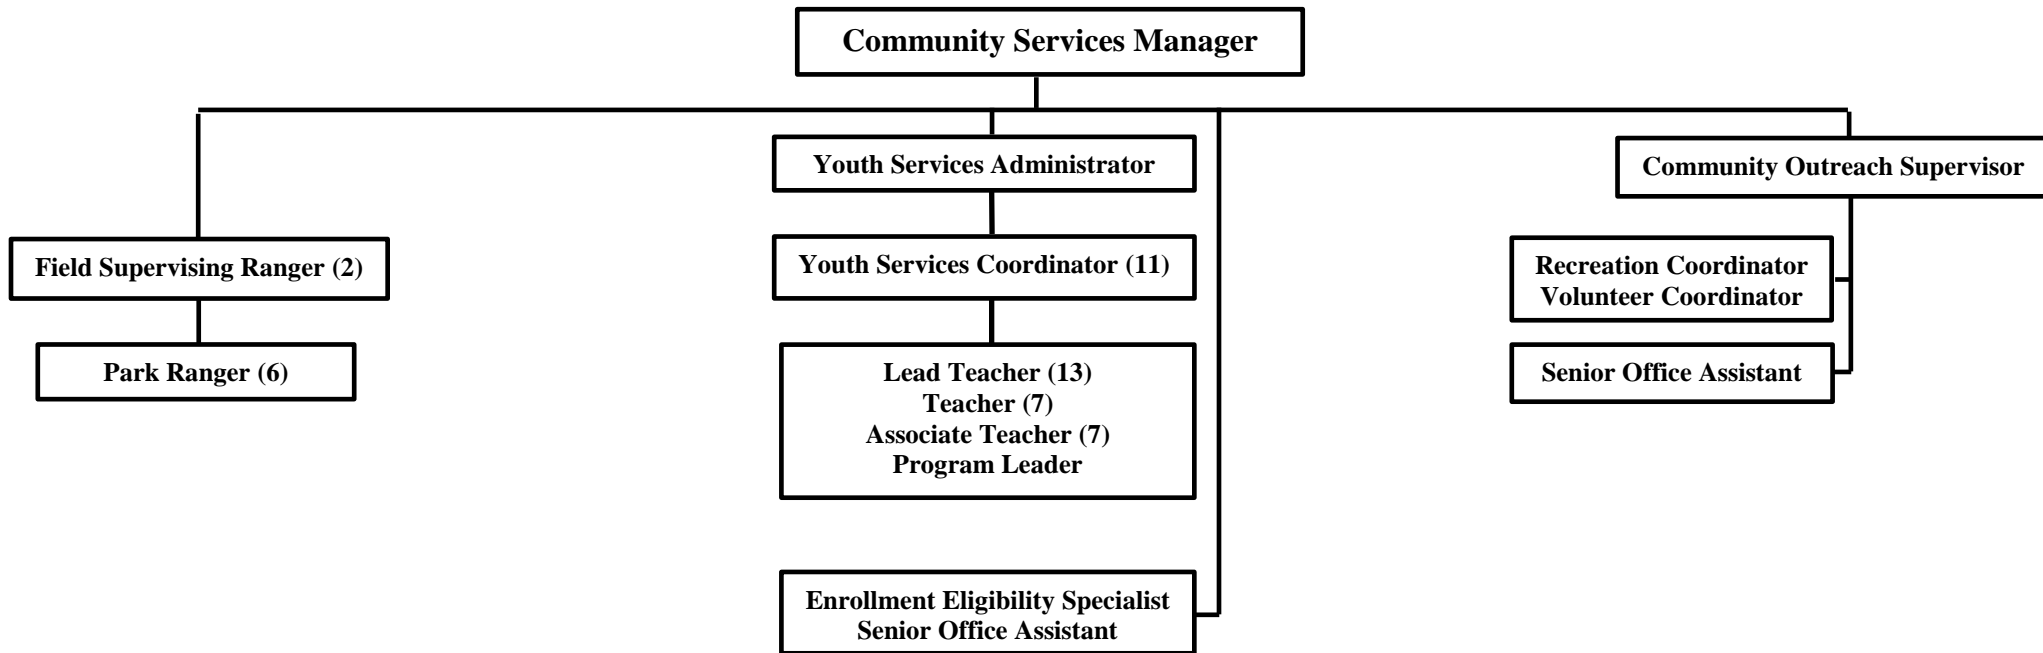 Community Services Manager
Youth Services Administrator
Community Outreach Supervisor
Field Supervising Ranger (2)
Youth Services Coordinator (11)
Recreation Coordinator
Volunteer Coordinator
Park Ranger (6)
Lead Teacher (13)
Teacher (7)
Associate Teacher (7)
Program Leader
Senior Office Assistant
Enrollment Eligibility Specialist
Senior Office Assistant